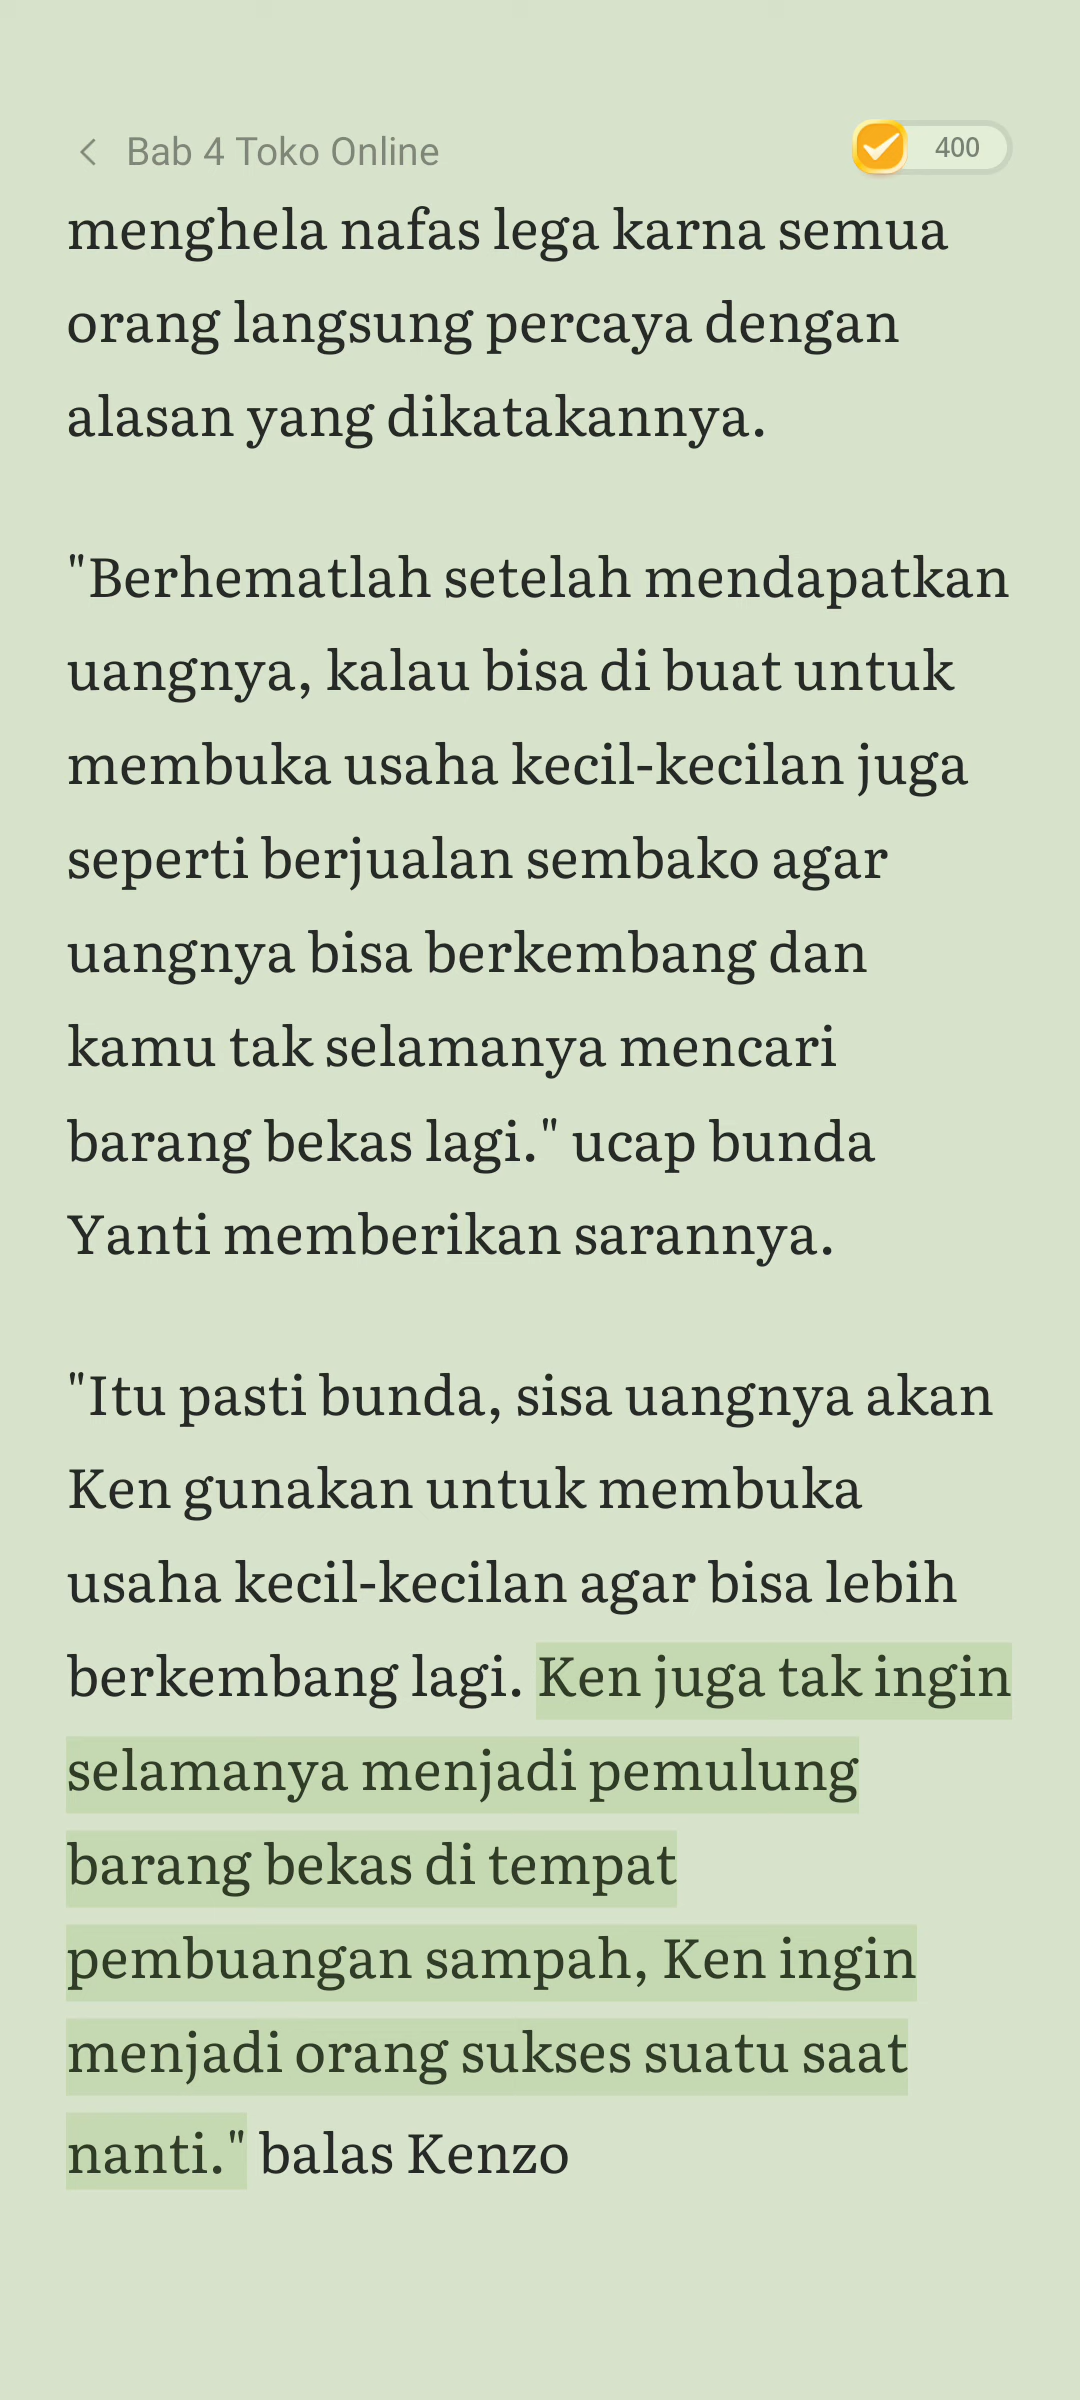 Bab 4 Toko Online
400
menghela nafas lega karna semua
orang langsung percaya dengan
alasan yang dikatakannya.
"Berhematlah setelah mendapatkan
uangnya, kalau bisa di buat untuk
membuka usaha kecil-kecilan juga
seperti berjualan sembako agar
uangnya bisa berkembang dan
kamu tak selamanya mencari
barang bekas lagi." ucap bunda
Yanti memberikan sarannya.
"Itu pasti bunda, sisa uangnya akan
Ken gunakan untuk membuka
usaha kecil-kecilan agar bisa lebih
berkembang lagi. Ken juga tak ingin
selamanya menjadi pemulung
barang bekas di tempat
pembuangan sampah, Ken ingin
menjadi orang sukses suatu saat
nanti." balas Kenzo